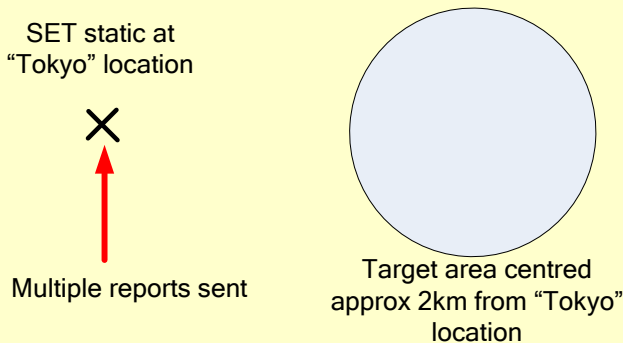 SET static at
“Tokyo” location
Multiple reports sent
Target area centred
approx 2km from “Tokyo”
location